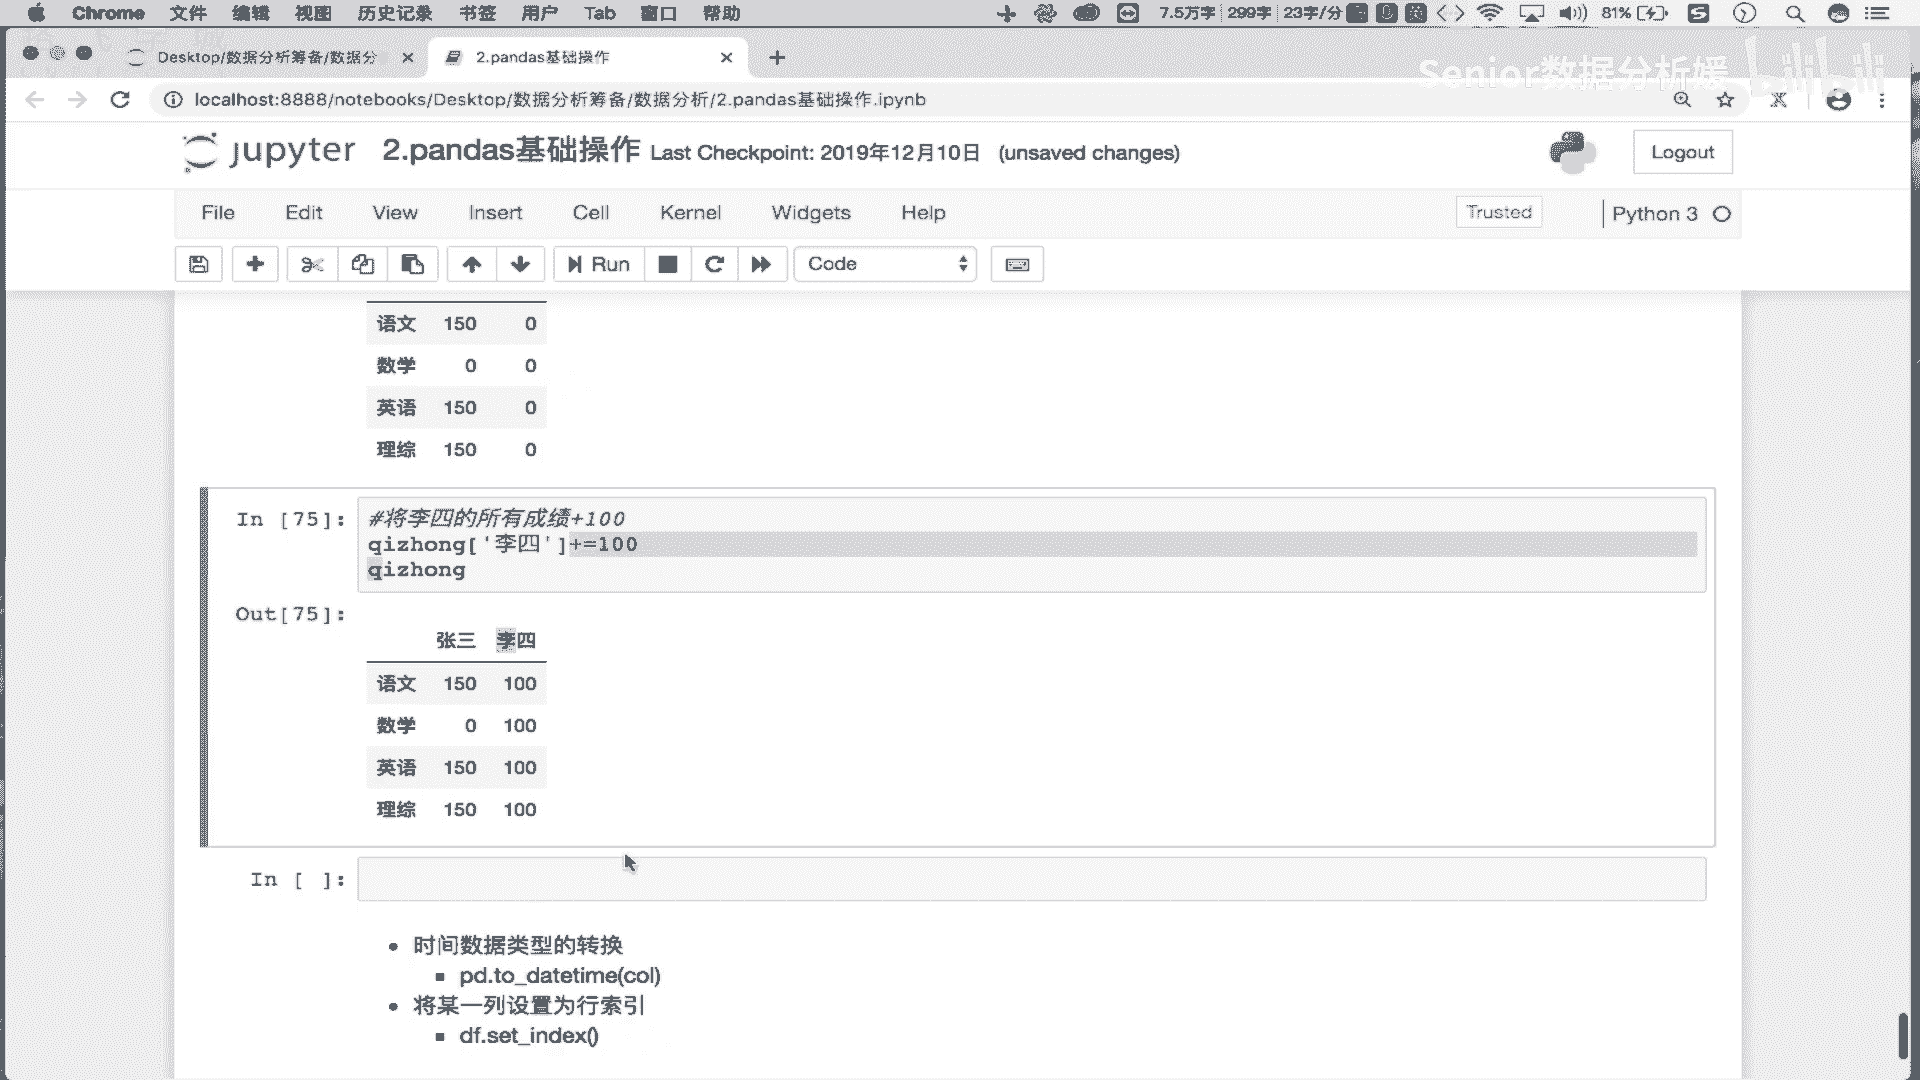 Chrome 文件 编辑 视图 历史记录 书签 用户 Tab 窗口 帮助 7.5万字 299字 23字/分 81%
Desktop/数据分析筹备/数据分
2.pandas基础操作
Senior数据分析媛 bilibili
localhost:8888/notebooks/Desktop/数据分析筹备/数据分析/2.pandas基础操作.ipynb
jupyter 2.pandas基础操作 Last Checkpoint: 2019年12月10日 (unsaved changes) Logout
File Edit View Insert Cell Kernel Widgets Help Trusted Python 3
Run Code
语文 150 0
数学 0 0
英语 150 0
理综 150 0
In [75]: #将李四的所有成绩+100
qizhong['李四']+=100
qizhong
Out[75]:
张三 李四
语文 150 100
数学 0 100
英语 150 100
理综 150 100
In [ ]:
时间数据类型的转换
pd.to_datetime(col)
将某一列设置为行索引
df.set_index()